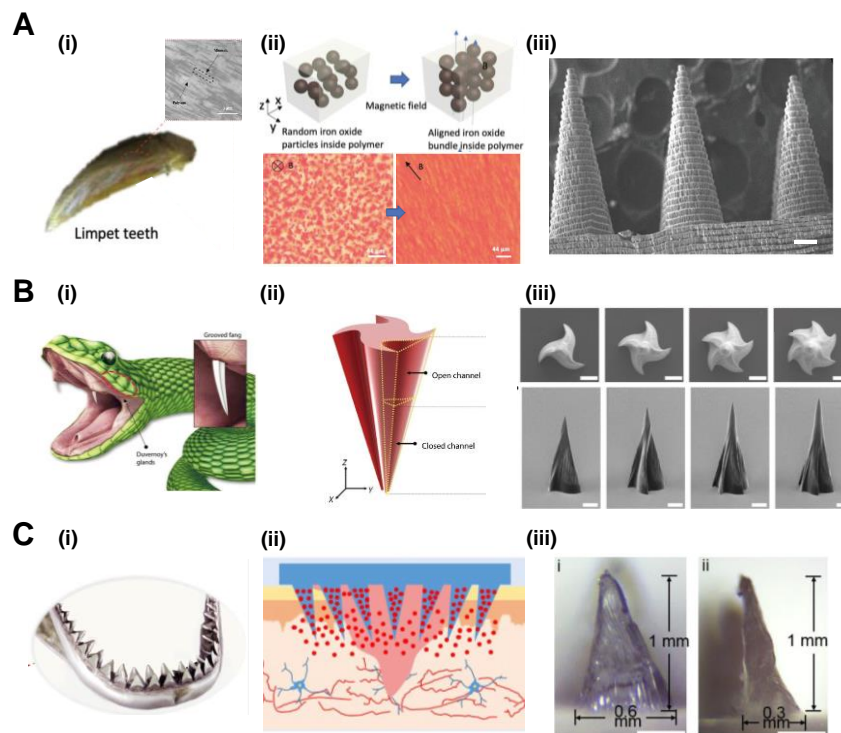 A
(i)
(ii)
(iii)
Limpet teeth
z
x
y
Magnetic field
Random iron oxide
particles inside polymer
Aligned iron oxide
bundle inside polymer
B
B
44 µm
B
(i)
(ii)
(iii)
Grooved fang
Duvernoy's
glands
Open channel
Closed channel
Z
Y
X
C
(i)
(ii)
(iii)
i
1 mm
0.6
mm
ii
1 mm
0.3
mm